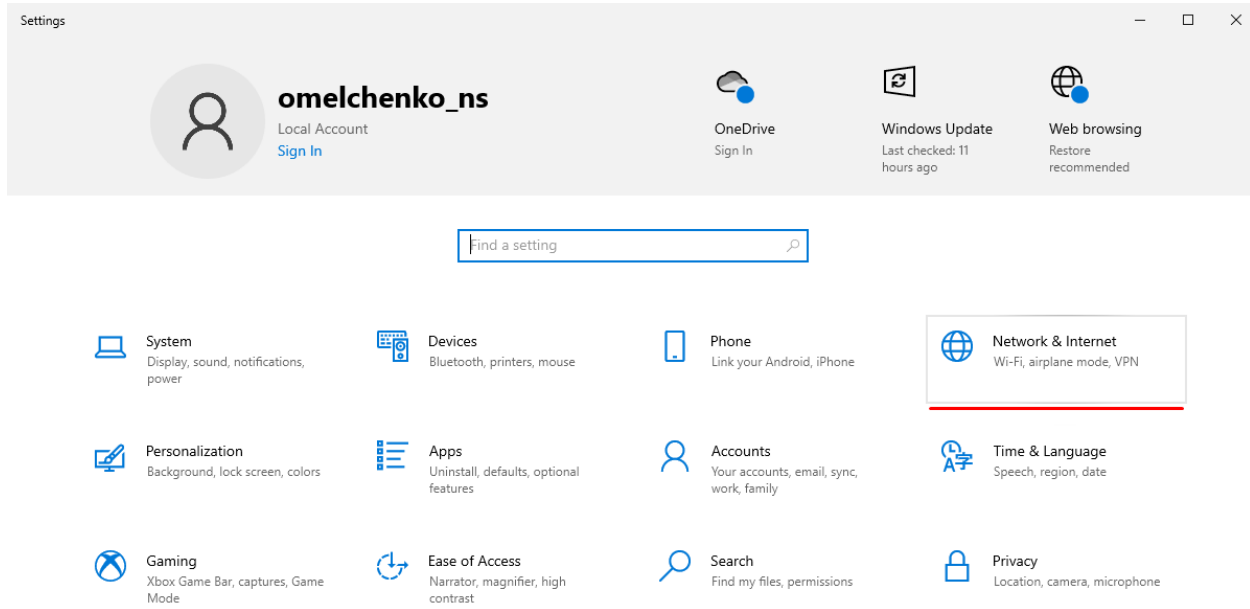 Settings
omelchenko_ns
Local Account
Sign In
OneDrive
Sign In
Windows Update
Last checked: 11
hours ago
Web browsing
Restore
recommended
Find a setting
System
Display, sound, notifications,
power
Devices
Bluetooth, printers, mouse
Phone
Link your Android, iPhone
Network & Internet
Wi-Fi, airplane mode, VPN
Personalization
Background, lock screen, colors
Apps
Uninstall, defaults, optional
features
Accounts
Your accounts, email, sync,
work, family
Time & Language
Speech, region, date
Gaming
Xbox Game Bar, captures, Game
Mode
Ease of Access
Narrator, magnifier, high
contrast
Search
Find my files, permissions
Privacy
Location, camera, microphone